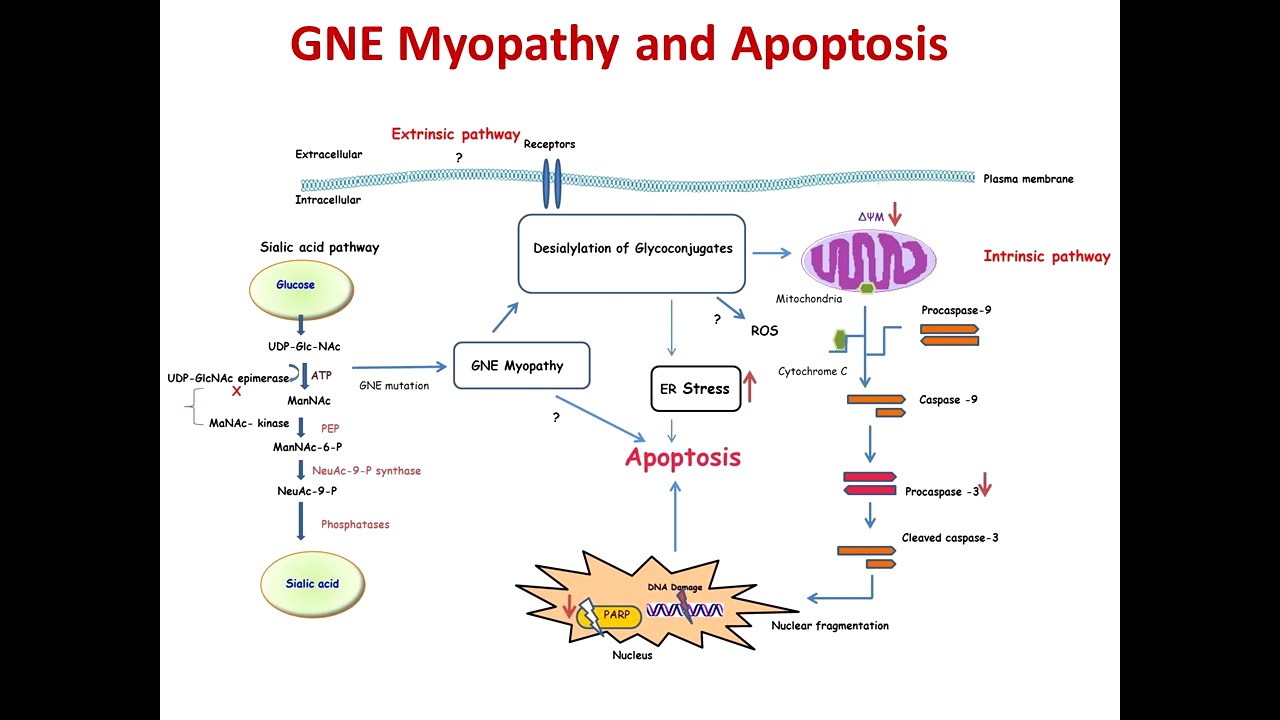 GNE Myopathy and Apoptosis
Extrinsic pathway
?
Receptors
Extracellular
Intracellular
Plasma membrane
ΔΨM
Desialylation of Glycoconjugates
Intrinsic pathway
Sialic acid pathway
Glucose
Mitochondria
Procaspase-9
?
ROS
UDP-Glc-NAc
GNE Myopathy
UDP-GlcNAc epimerase
ATP
GNE mutation
Cytochrome C
X
ER Stress
ManNAc
Caspase -9
MaNAc- kinase
PEP
?
ManNAc-6-P
Apoptosis
NeuAc-9-P synthase
NeuAc-9-P
Procaspase -3
Phosphatases
Cleaved caspase-3
Sialic acid
DNA Damage
PARP
Nuclear fragmentation
Nucleus